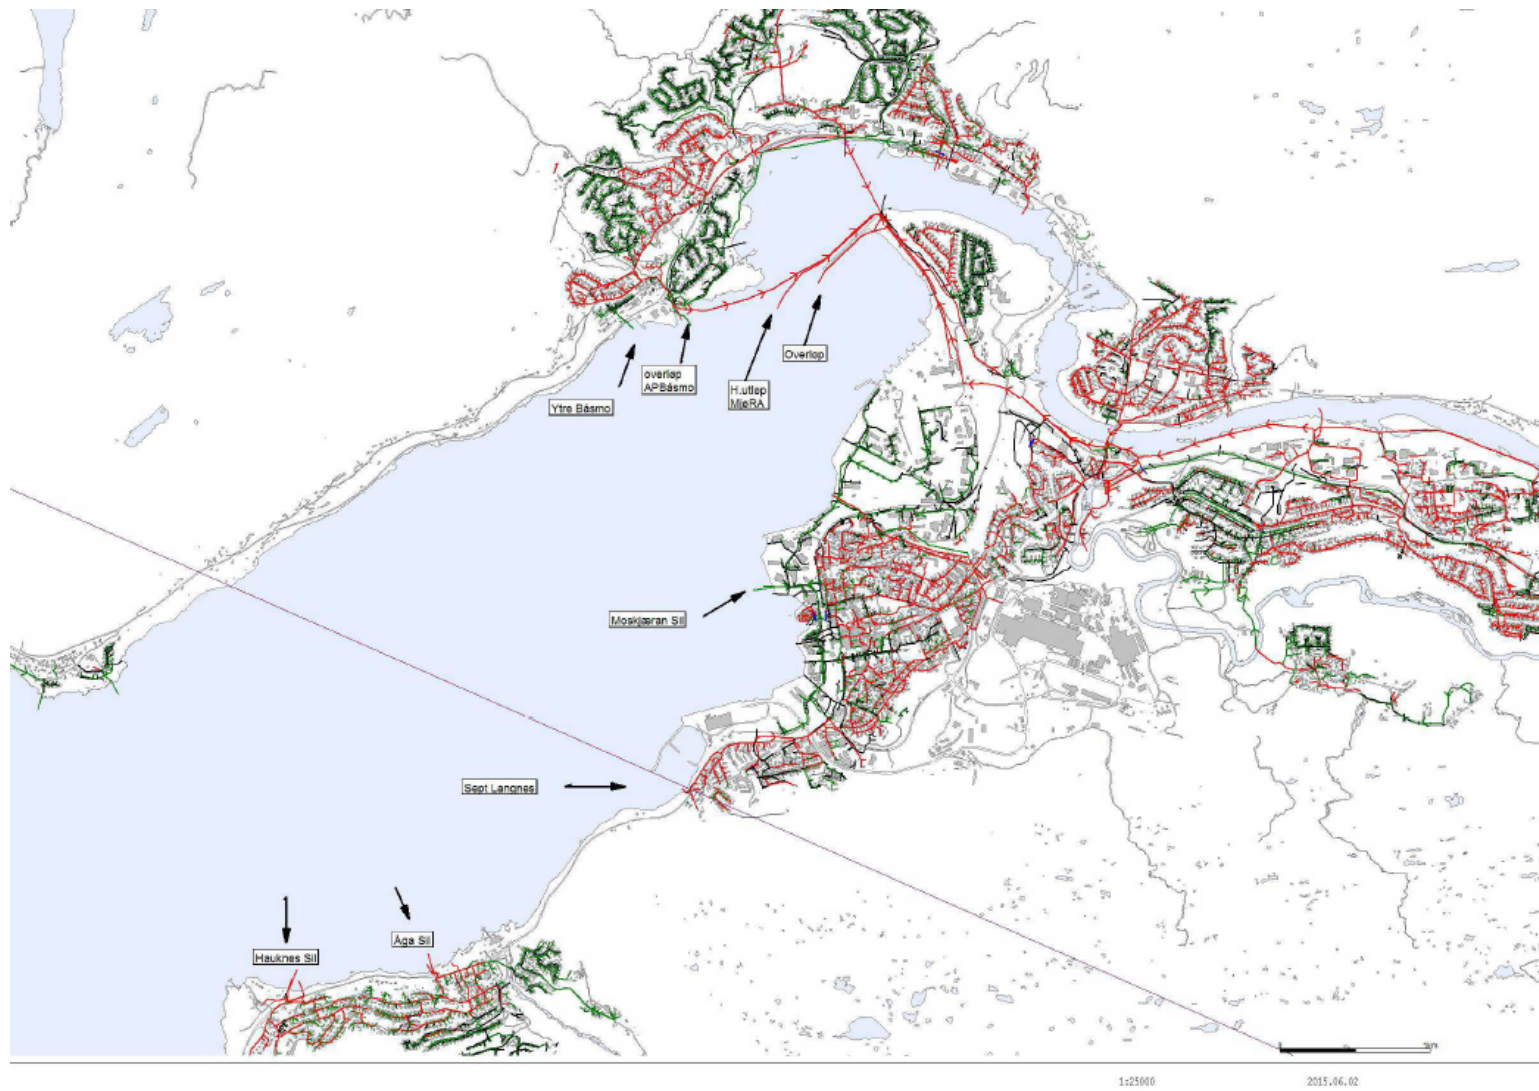 Overløp
overløp
APBåsmo
H.utløp
MjøRA
Ytre Båsmo
Moskjæran Sil
Sept Langnes
Åga Sil
Hauknes Sil
1:25000
2015.06.02